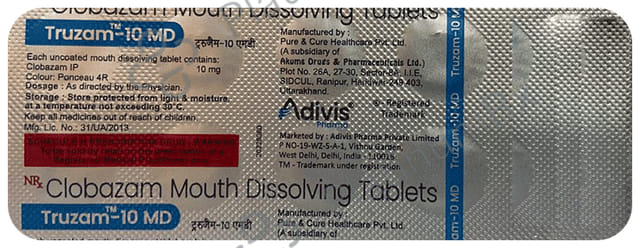 Clobazam Mouth Dissolving Tablets
Truzam™-10 MD
ट्रुजैम-10 एमडी
Each uncoated mouth dissolving tablet contains:
Clobazam IP 10 mg
Colour: Ponceau 4R
Dosage : As directed by the Physician.
Storage : Store protected from light & moisture,
at a temperature not exceeding 30°C.
Keep all medicines out of reach of children.
Mfg. Lic. No.: 31/UA/2013
SCHEDULE H PRESCRIPTION DRUG - WARNING
Manufactured by :
Pure & Cure Healthcare Pvt. Ltd.
(A subsidiary of
Akums Drugs & Pharmaceuticals Ltd.)
Plot No. 26A, 27-30, Sector-8A, I.I.E,
SIDCUL, Ranipur, Haridwar-249 403,
Uttarakhand.
Adivis
Pharma
®- Registered
Trademark
Marketed by : Adivis Pharma Private Limited
P NO-19-WZ-S-A-1, Vishnu Garden,
West Delhi, Delhi, India - 110018
TM - Trademark under registration
Truzam™-10 MD
NRx Clobazam Mouth Dissolving Tablets
Truzam™-10 MD
ट्रुजैम-10 एमडी
Manufactured by :
Pure & Cure Healthcare Pvt. Ltd.
(A subsidiary of